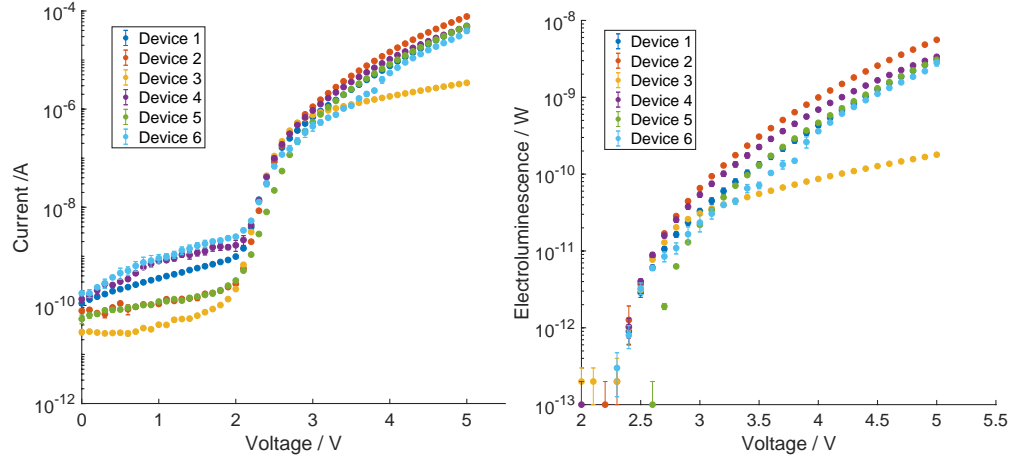 10^-4
10^-6
10^-8
10^-10
10^-12
Current /A
Device 1
Device 2
Device 3
Device 4
Device 5
Device 6
0 1 2 3 4 5
Voltage / V
10^-8
10^-9
10^-10
10^-11
10^-12
10^-13
Electroluminescence / W
Device 1
Device 2
Device 3
Device 4
Device 5
Device 6
2 2.5 3 3.5 4 4.5 5 5.5
Voltage / V